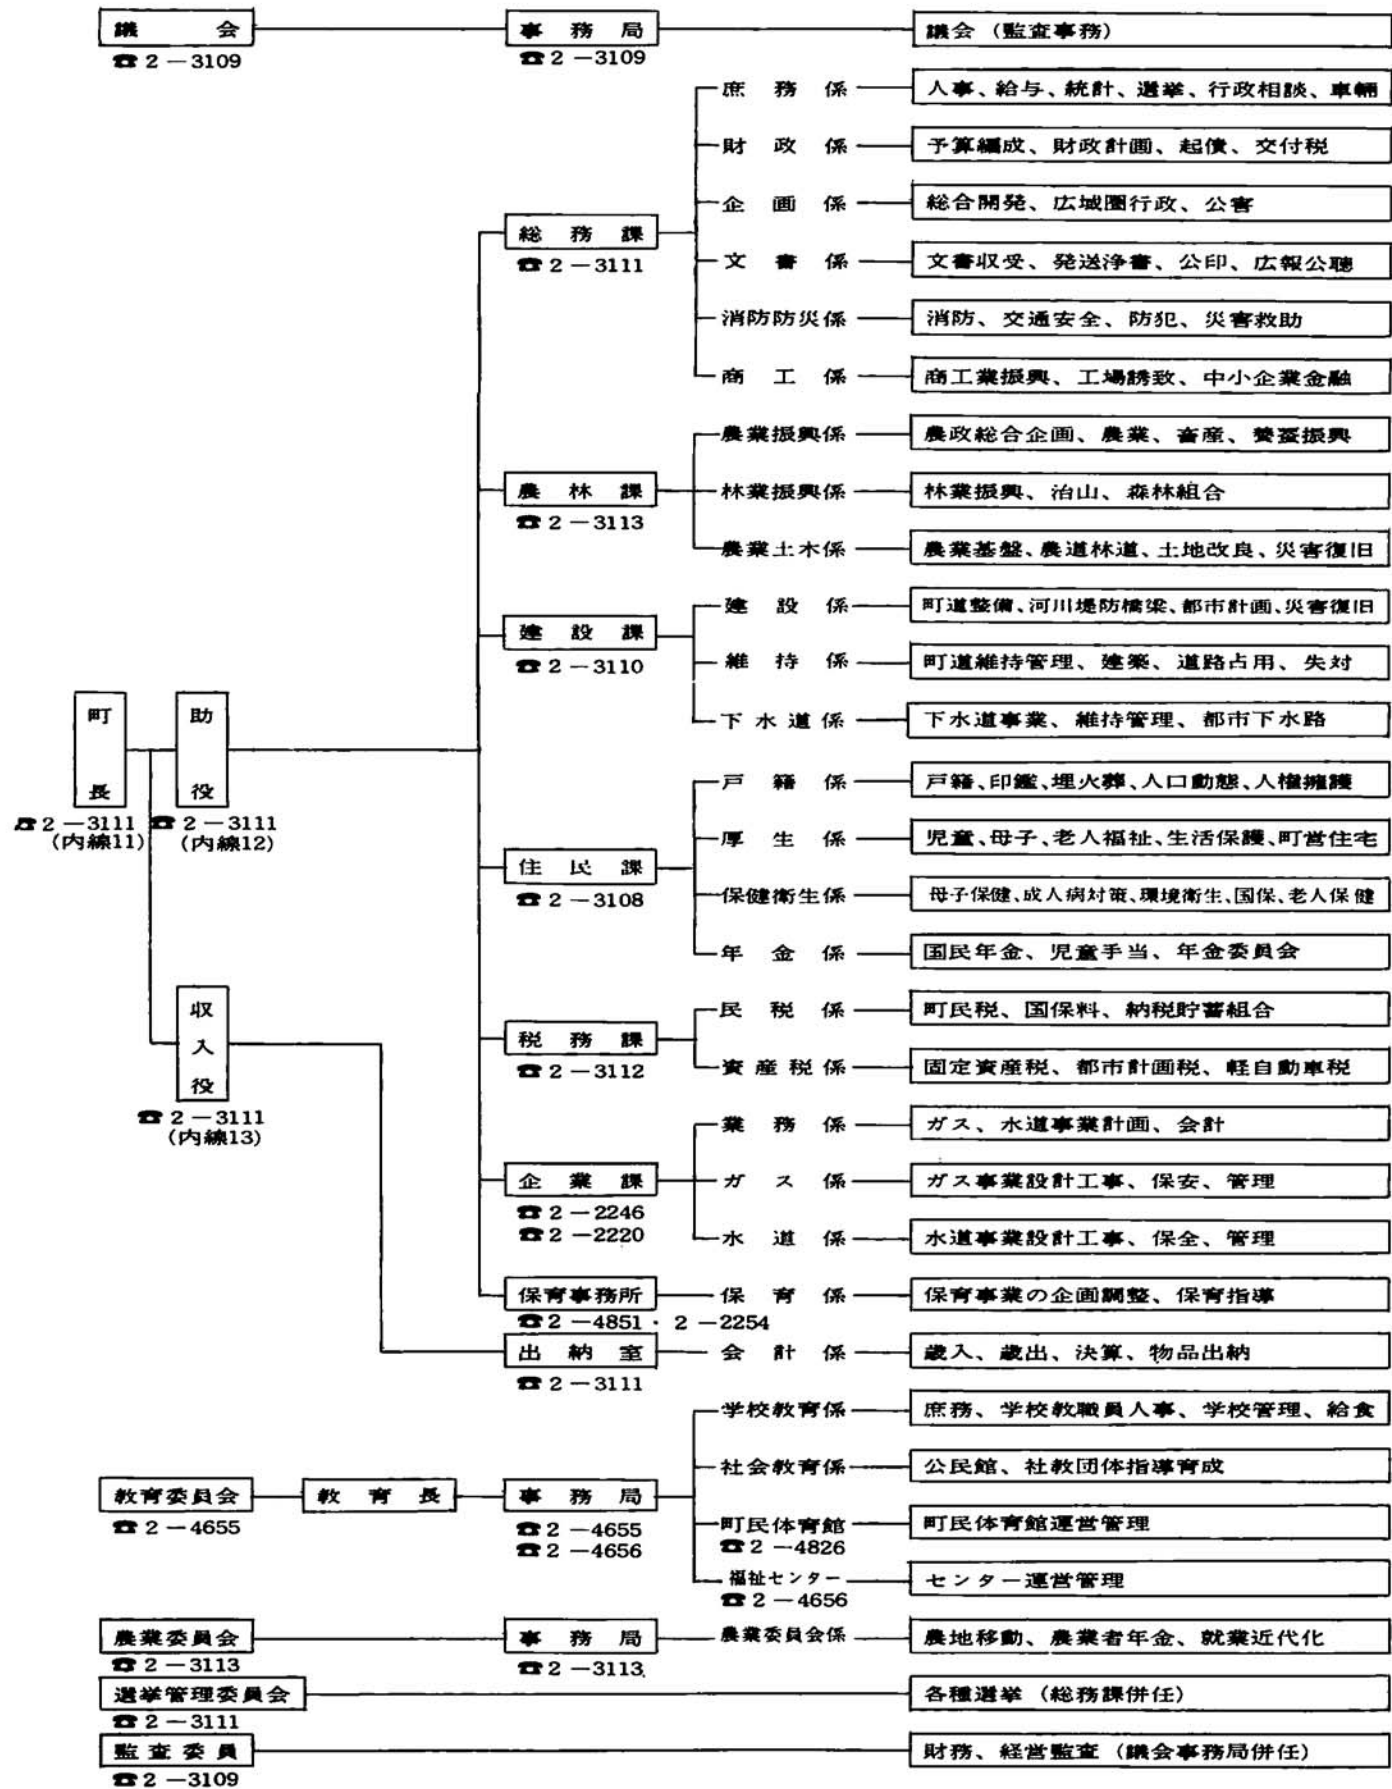 議会 事務局 議会（監査事務）
☎2－3109 ☎2－3109
庶務係 人事、給与、統計、選挙、行政相談、車輛
財政係 予算編成、財政計画、起債、交付税
企画係 総合開発、広域圏行政、公害
総務課
☎2－3111
文書係 文書収受、発送浄書、公印、広報公聴
消防防災係 消防、交通安全、防犯、災害救助
商工係 商工業振興、工場誘致、中小企業金融
農業振興係 農政総合企画、農業、畜産、養蚕振興
農林課 林業振興係 林業振興、治山、森林組合
☎2－3113
農業土木係 農業基盤、農道林道、土地改良、災害復旧
建設係 町道整備、河川堤防橋梁、都市計画、災害復旧
建設課
☎2－3110
維持係 町道維持管理、建築、道路占用、失対
下水道係 下水道事業、維持管理、都市下水路
町長 助役
☎2－3111 ☎2－3111
(内線11) (内線12)
戸籍係 戸籍、印鑑、埋火葬、人口動態、人権擁護
厚生係 児童、母子、老人福祉、生活保護、町営住宅
住民課
☎2－3108
保健衛生係 母子保健、成人病対策、環境衛生、国保、老人保健
年金係 国民年金、児童手当、年金委員会
収入役
☎2－3111
(内線13)
民税係 町民税、国保料、納税貯蓄組合
税務課
☎2－3112
資産税係 固定資産税、都市計画税、軽自動車税
業務係 ガス、水道事業計画、会計
企業課 ガス係 ガス事業設計工事、保安、管理
☎2－2246
☎2－2220
水道係 水道事業設計工事、保全、管理
保育事務所 保育係 保育事業の企画調整、保育指導
☎2－4851・2－2254
出納室 会計係 歳入、歳出、決算、物品出納
☎2－3111
学校教育係 庶務、学校教職員人事、学校管理、給食
社会教育係 公民館、社教団体指導育成
教育委員会 教育長 事務局
☎2－4655 ☎2－4655
☎2－4656
町民体育館 町民体育館運営管理
☎2－4826
福祉センター センター運営管理
☎2－4656
農業委員会 事務局 農業委員会係 農地移動、農業者年金、就業近代化
☎2－3113 ☎2－3113
選挙管理委員会 各種選挙（総務課併任）
☎2－3111
監査委員 財務、経営監査（議会事務局併任）
☎2－3109